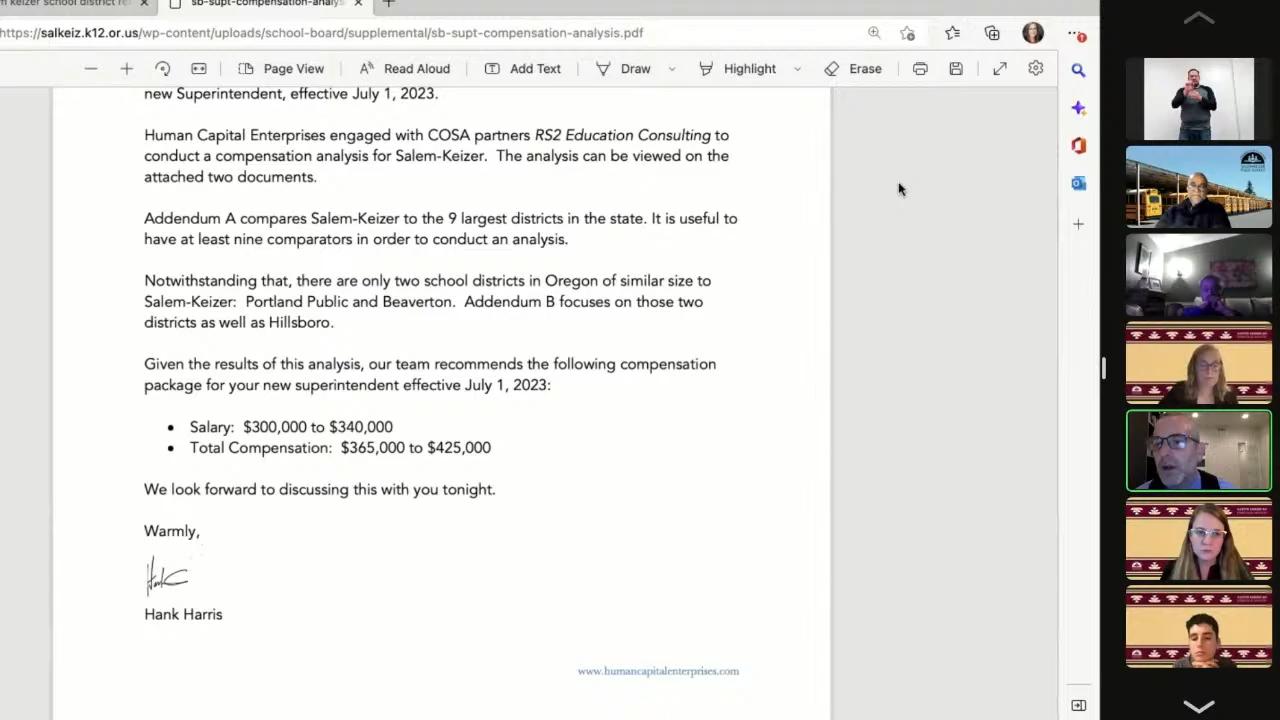 m keizer school district re
sb-supt-compensation-analys
https://salkeiz.k12.or.us/wp-content/uploads/school-board/supplemental/sb-supt-compensation-analysis.pdf
Page View Read Aloud Add Text Draw Highlight Erase
new Superintendent, effective July 1, 2023.
Human Capital Enterprises engaged with COSA partners RS2 Education Consulting to
conduct a compensation analysis for Salem-Keizer. The analysis can be viewed on the
attached two documents.
Addendum A compares Salem-Keizer to the 9 largest districts in the state. It is useful to
have at least nine comparators in order to conduct an analysis.
Notwithstanding that, there are only two school districts in Oregon of similar size to
Salem-Keizer: Portland Public and Beaverton. Addendum B focuses on those two
districts as well as Hillsboro.
Given the results of this analysis, our team recommends the following compensation
package for your new superintendent effective July 1, 2023:
• Salary: $300,000 to $340,000
• Total Compensation: $365,000 to $425,000
We look forward to discussing this with you tonight.
Warmly,
Hank Harris
www.humancapitalenterprises.com